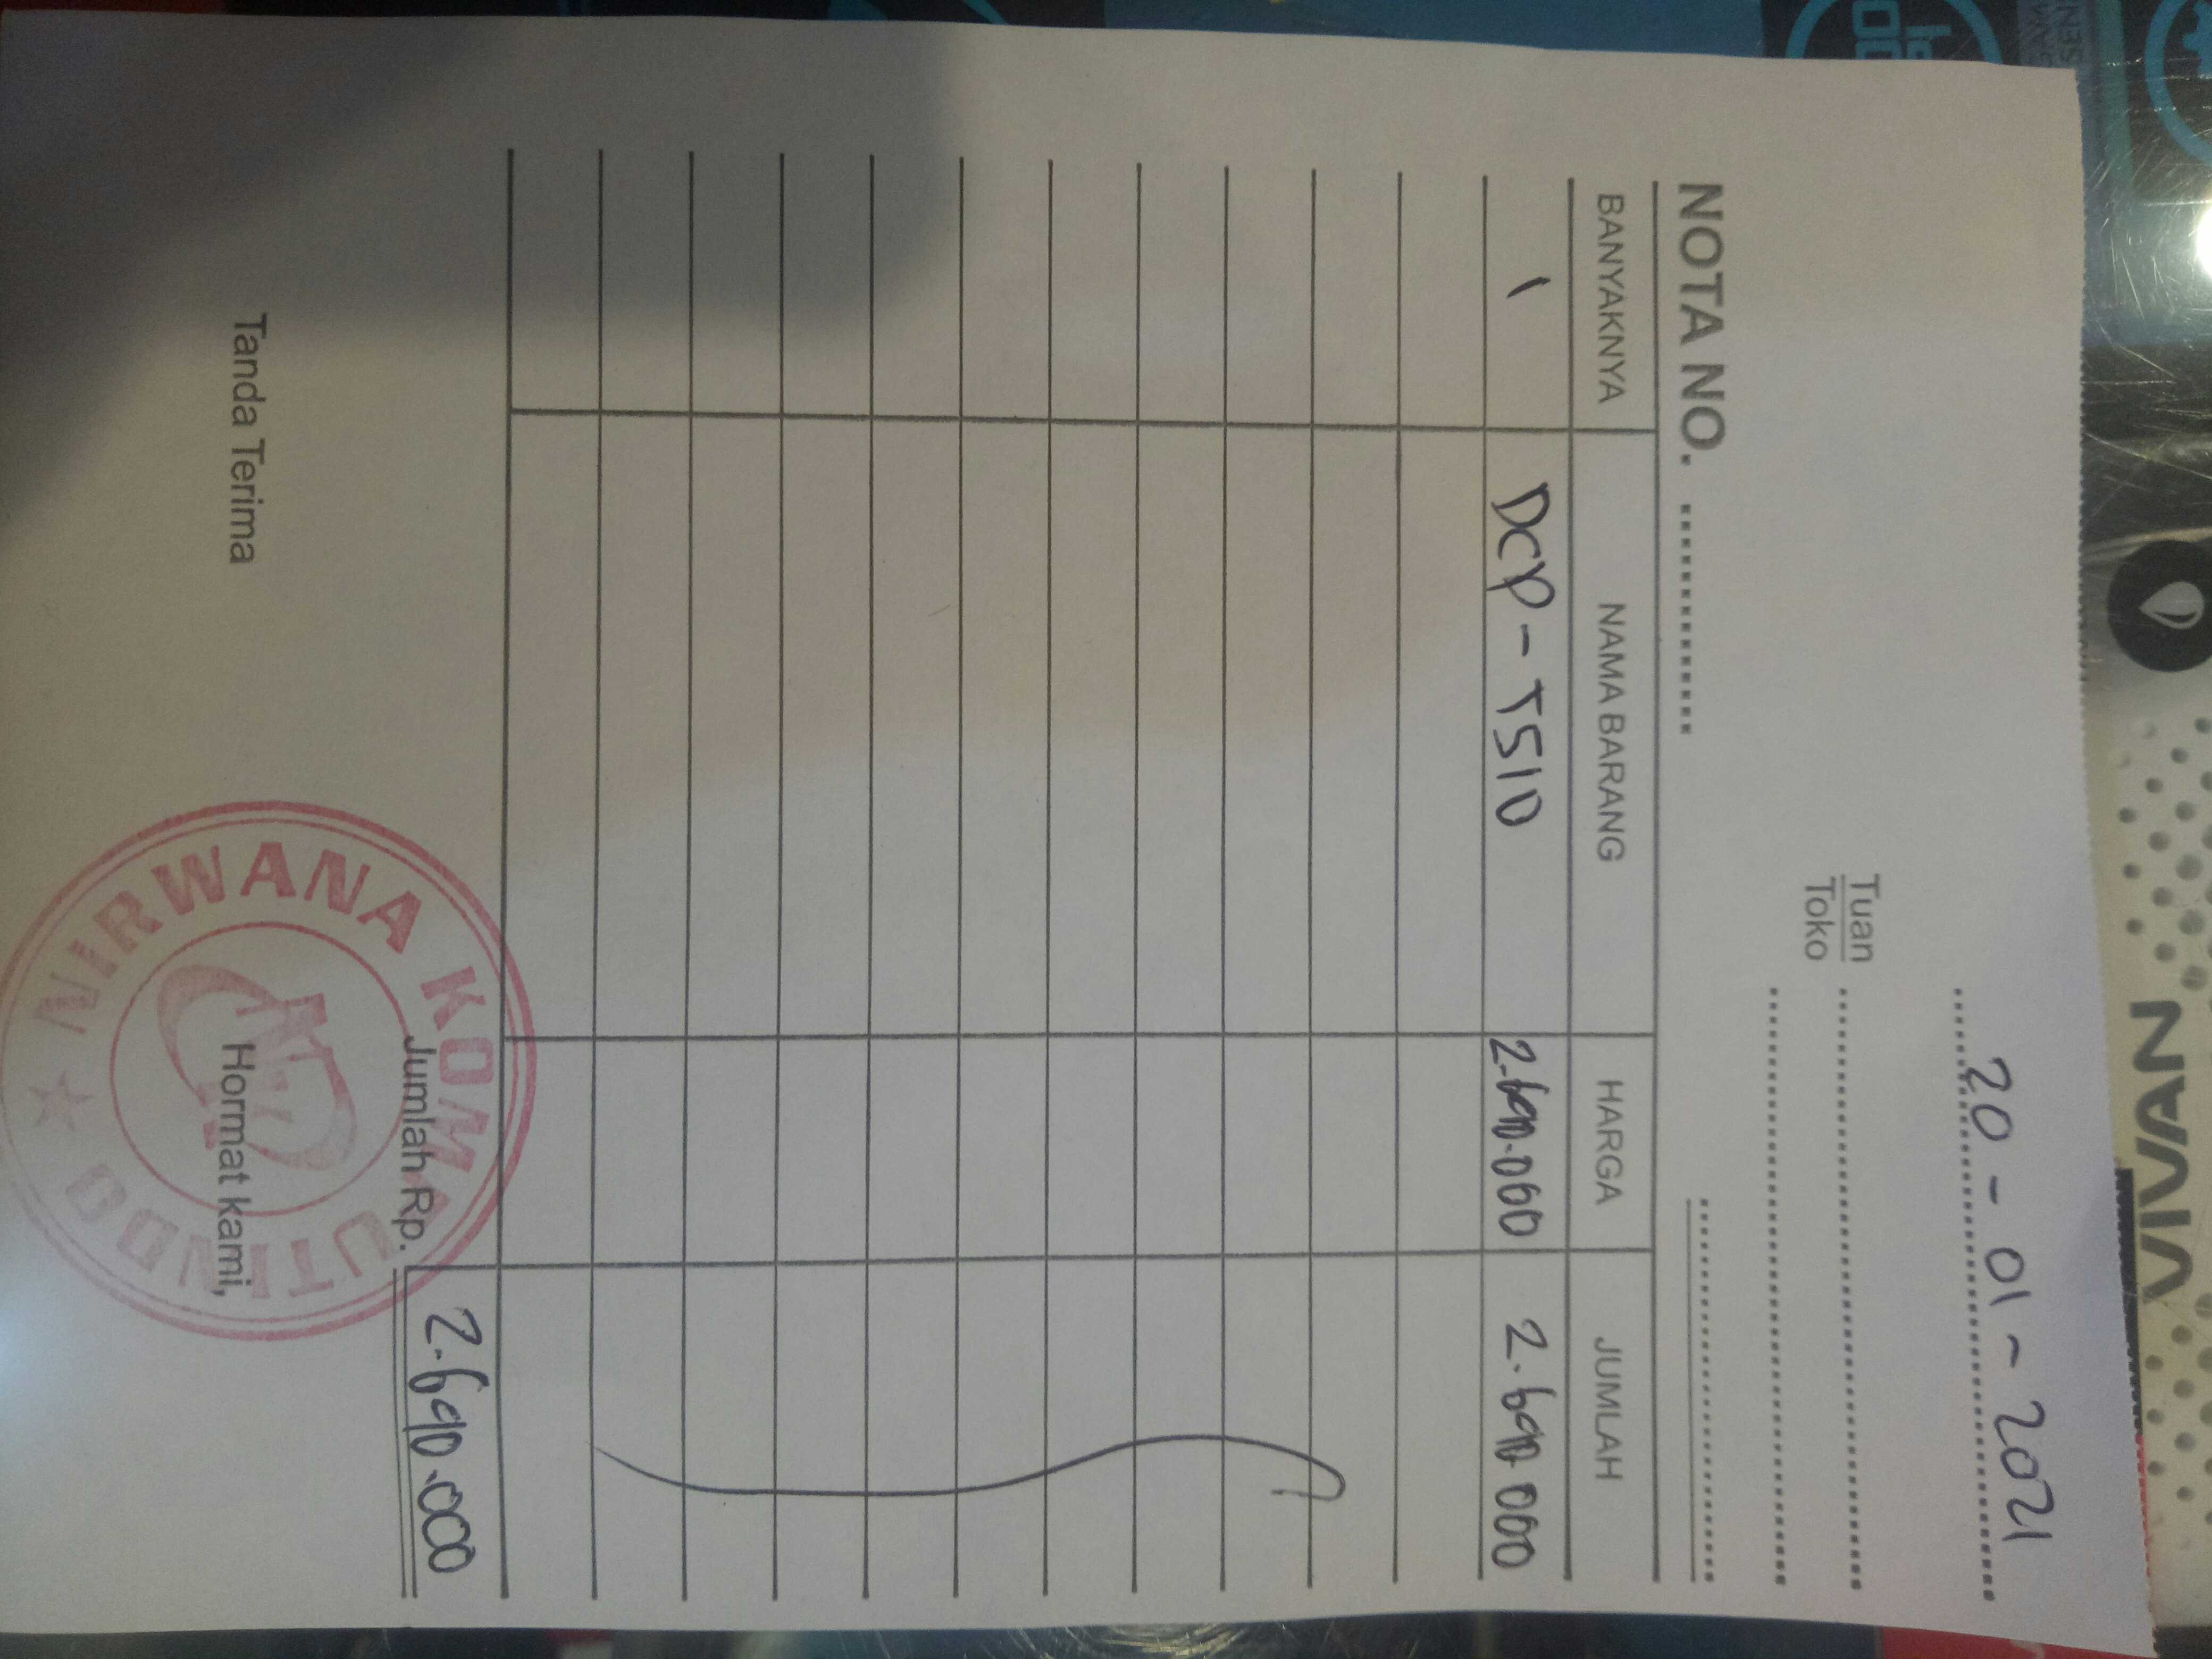 20-01-2021
Tuan
Toko
NOTA NO.
BANYAKNYA NAMA BARANG HARGA JUMLAH
1 DCP-T510 2.690.000 2.690.000
Jumlah Rp. 2.690.000
Tanda Terima Hormat kami,
NIRWANA KOMPUTINDO
VIVAN